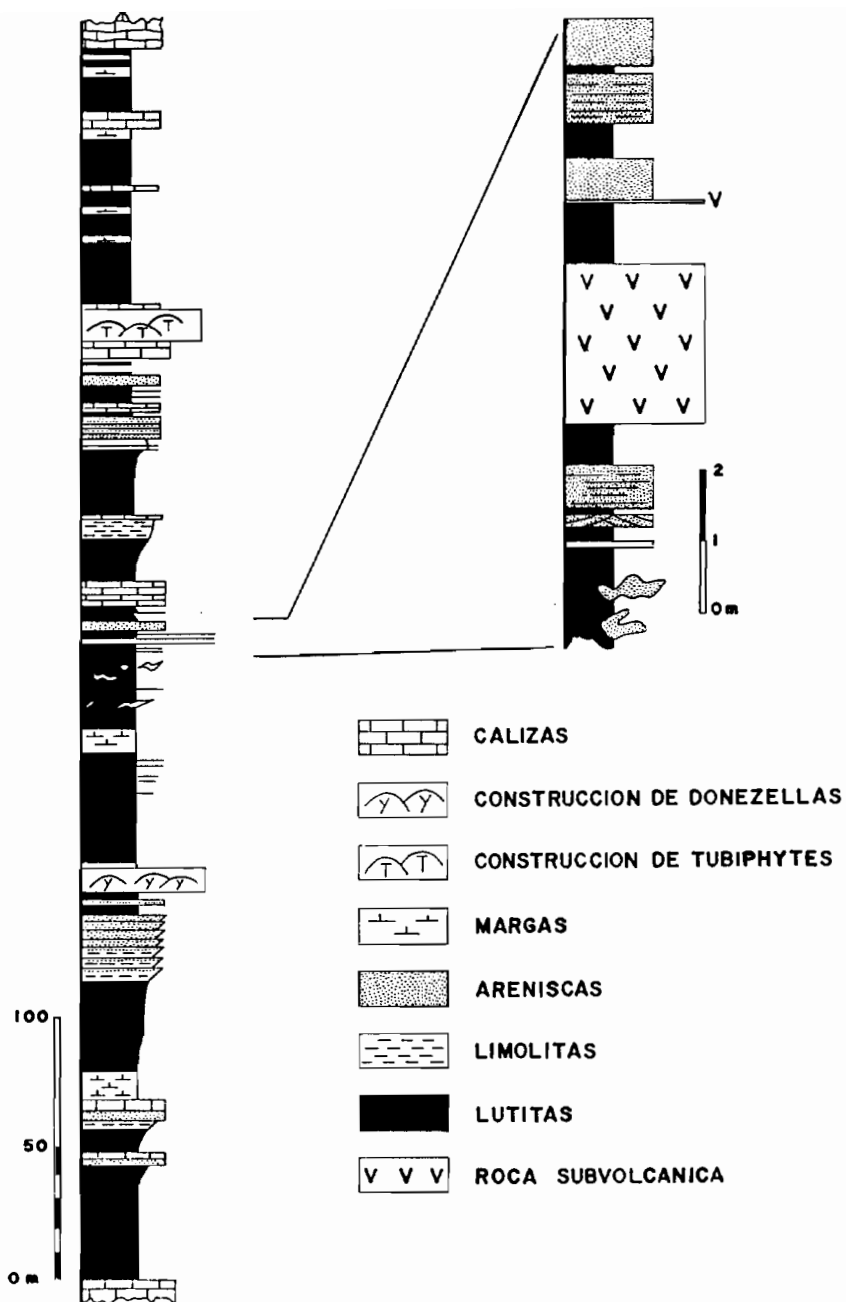 V
2
1
0 m
CALIZAS
CONSTRUCCION DE DONEZELLAS
CONSTRUCCION DE TUBIPHYTES
MARGAS
ARENISCAS
LIMOLITAS
LUTITAS
V V V ROCA SUBVOLCANICA
100
50
0 m